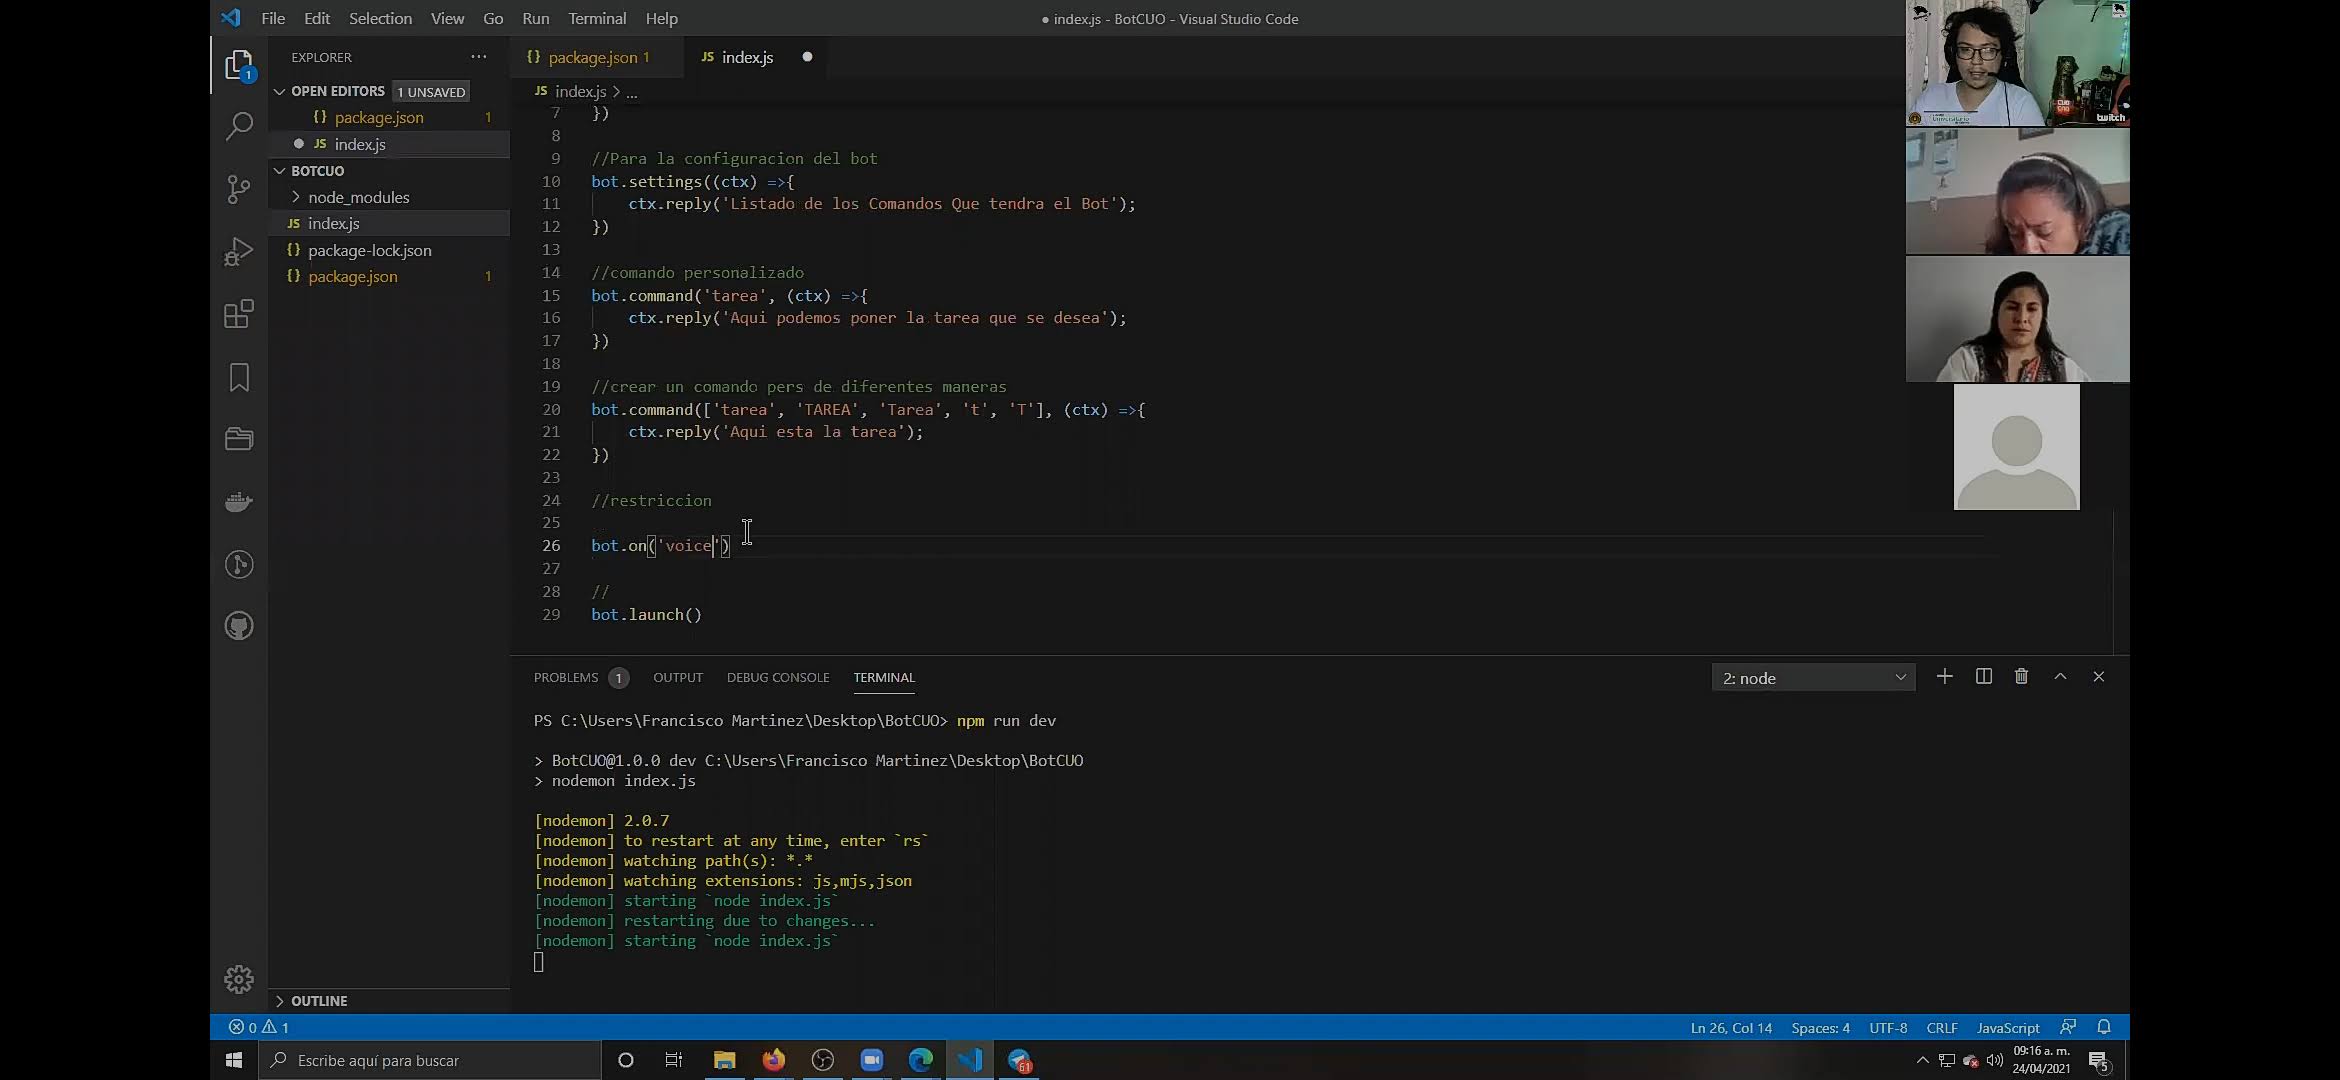 File Edit Selection View Go Run Terminal Help
● index.js - BotCUO - Visual Studio Code
EXPLORER ...
OPEN EDITORS 1 UNSAVED
{} package.json 1
● JS index.js
BOTCUO
> node_modules
JS index.js
{} package-lock.json
{} package.json 1
OUTLINE
{} package.json 1
JS index.js ●
JS index.js > ...
7 })
8
9 //Para la configuracion del bot
10 bot.settings((ctx) =>{
11 ctx.reply('Listado de los Comandos Que tendra el Bot');
12 })
13
14 //comando personalizado
15 bot.command('tarea', (ctx) =>{
16 ctx.reply('Aqui podemos poner la tarea que se desea');
17 })
18
19 //crear un comando pers de diferentes maneras
20 bot.command(['tarea', 'TAREA', 'Tarea', 't', 'T'], (ctx) =>{
21 ctx.reply('Aqui esta la tarea');
22 })
23
24 //restriccion
25
26 bot.on('voice')
27
28 //
29 bot.launch()
PROBLEMS 1 OUTPUT DEBUG CONSOLE TERMINAL
2: node
PS C:\Users\Francisco Martinez\Desktop\BotCUO> npm run dev
> BotCUO@1.0.0 dev C:\Users\Francisco Martinez\Desktop\BotCUO
> nodemon index.js
[nodemon] 2.0.7
[nodemon] to restart at any time, enter `rs`
[nodemon] watching path(s): *.*
[nodemon] watching extensions: js,mjs,json
[nodemon] starting `node index.js`
[nodemon] restarting due to changes...
[nodemon] starting `node index.js`
0 1
Ln 26, Col 14 Spaces: 4 UTF-8 CRLF JavaScript
Escribe aquí para buscar
61
09:16 a. m.
24/04/2021
5
1
Universitario
twitch